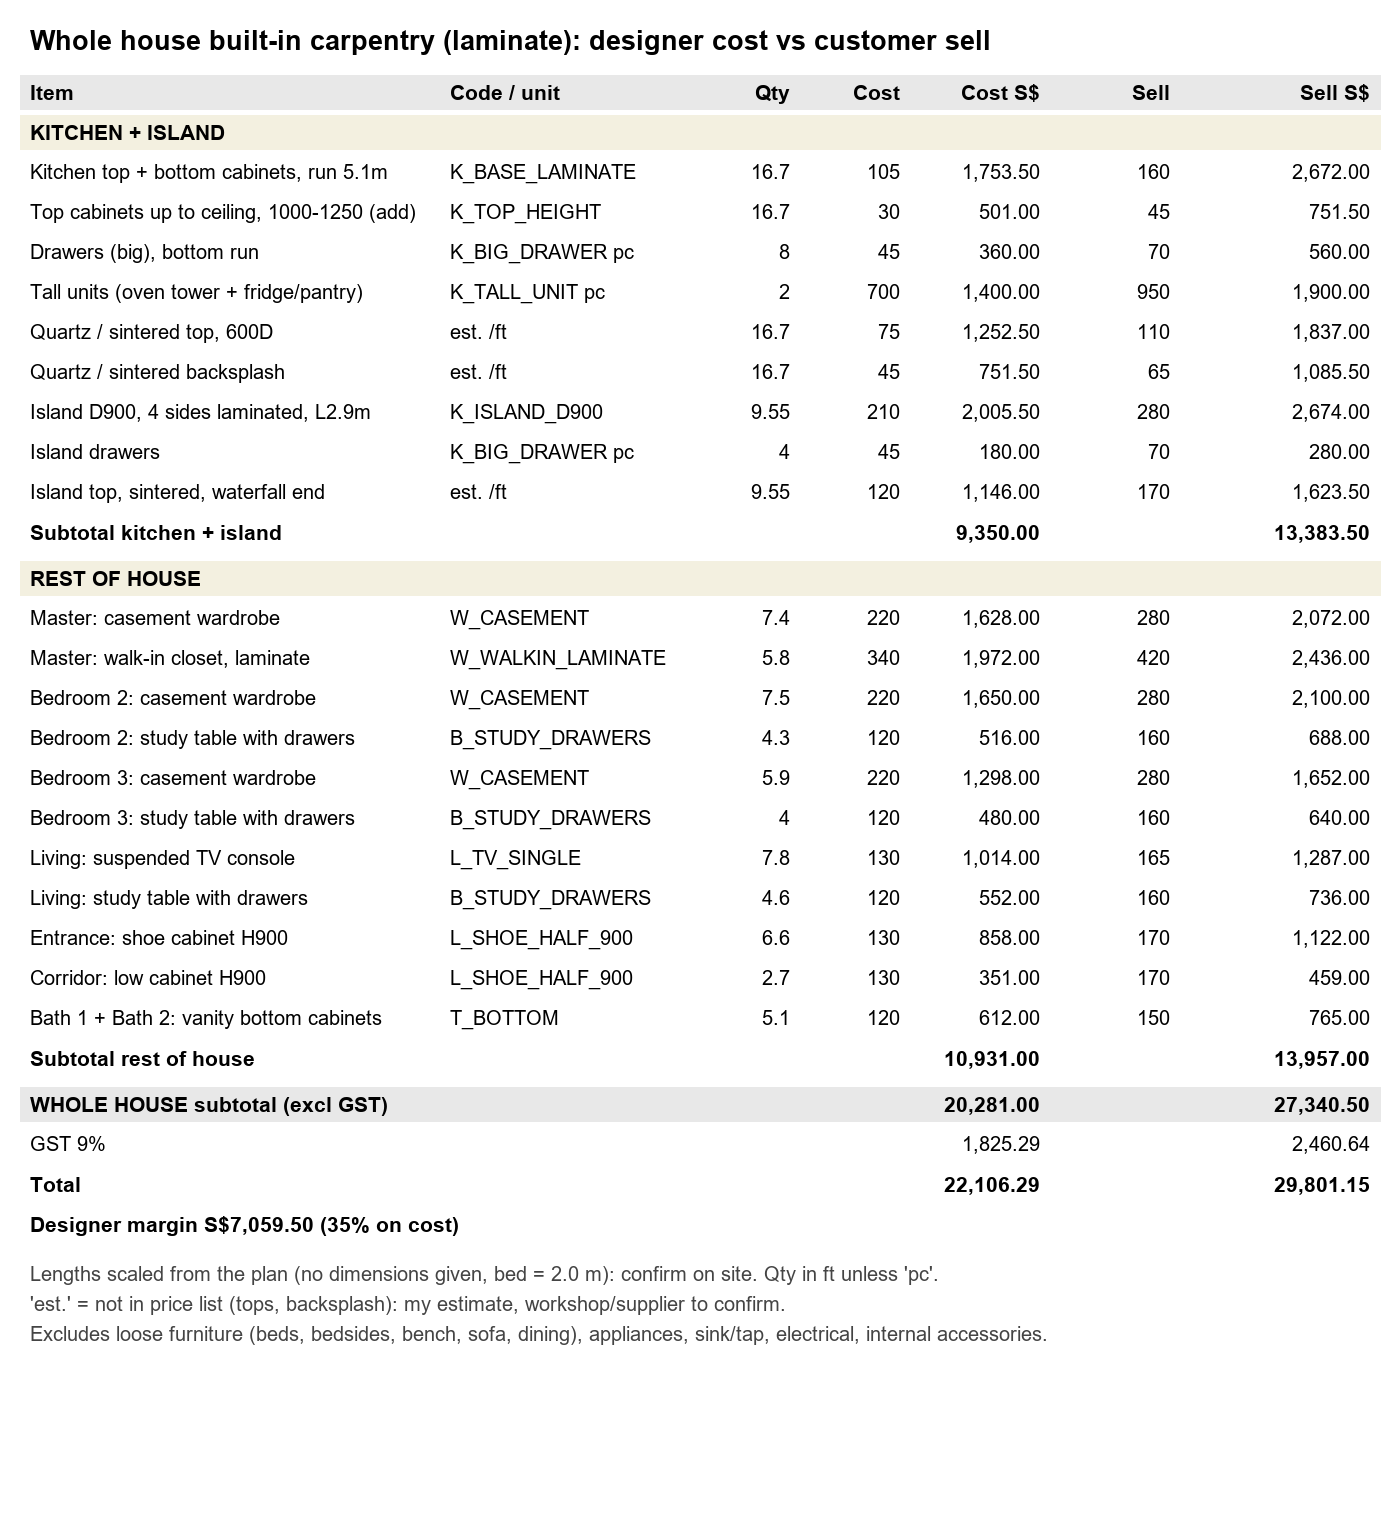 Whole house built-in carpentry (laminate): designer cost vs customer sell
Item Code / unit Qty Cost Cost S$ Sell Sell S$
KITCHEN + ISLAND
Kitchen top + bottom cabinets, run 5.1m K_BASE_LAMINATE 16.7 105 1,753.50 160 2,672.00
Top cabinets up to ceiling, 1000-1250 (add) K_TOP_HEIGHT 16.7 30 501.00 45 751.50
Drawers (big), bottom run K_BIG_DRAWER pc 8 45 360.00 70 560.00
Tall units (oven tower + fridge/pantry) K_TALL_UNIT pc 2 700 1,400.00 950 1,900.00
Quartz / sintered top, 600D est. /ft 16.7 75 1,252.50 110 1,837.00
Quartz / sintered backsplash est. /ft 16.7 45 751.50 65 1,085.50
Island D900, 4 sides laminated, L2.9m K_ISLAND_D900 9.55 210 2,005.50 280 2,674.00
Island drawers K_BIG_DRAWER pc 4 45 180.00 70 280.00
Island top, sintered, waterfall end est. /ft 9.55 120 1,146.00 170 1,623.50
Subtotal kitchen + island 9,350.00 13,383.50
REST OF HOUSE
Master: casement wardrobe W_CASEMENT 7.4 220 1,628.00 280 2,072.00
Master: walk-in closet, laminate W_WALKIN_LAMINATE 5.8 340 1,972.00 420 2,436.00
Bedroom 2: casement wardrobe W_CASEMENT 7.5 220 1,650.00 280 2,100.00
Bedroom 2: study table with drawers B_STUDY_DRAWERS 4.3 120 516.00 160 688.00
Bedroom 3: casement wardrobe W_CASEMENT 5.9 220 1,298.00 280 1,652.00
Bedroom 3: study table with drawers B_STUDY_DRAWERS 4 120 480.00 160 640.00
Living: suspended TV console L_TV_SINGLE 7.8 130 1,014.00 165 1,287.00
Living: study table with drawers B_STUDY_DRAWERS 4.6 120 552.00 160 736.00
Entrance: shoe cabinet H900 L_SHOE_HALF_900 6.6 130 858.00 170 1,122.00
Corridor: low cabinet H900 L_SHOE_HALF_900 2.7 130 351.00 170 459.00
Bath 1 + Bath 2: vanity bottom cabinets T_BOTTOM 5.1 120 612.00 150 765.00
Subtotal rest of house 10,931.00 13,957.00
WHOLE HOUSE subtotal (excl GST) 20,281.00 27,340.50
GST 9% 1,825.29 2,460.64
Total 22,106.29 29,801.15
Designer margin S$7,059.50 (35% on cost)
Lengths scaled from the plan (no dimensions given, bed = 2.0 m): confirm on site. Qty in ft unless 'pc'.
'est.' = not in price list (tops, backsplash): my estimate, workshop/supplier to confirm.
Excludes loose furniture (beds, bedsides, bench, sofa, dining), appliances, sink/tap, electrical, internal accessories.